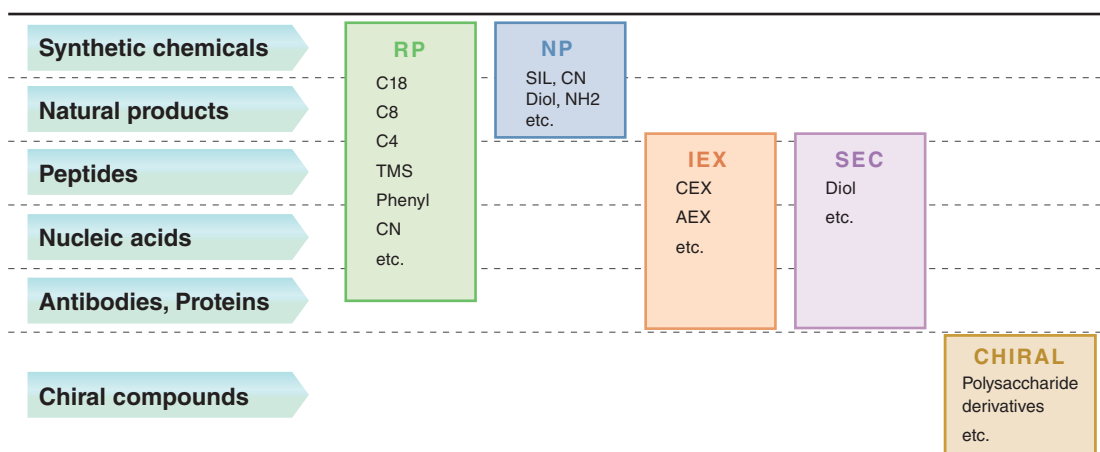 Synthetic chemicals
Natural products
Peptides
Nucleic acids
Antibodies, Proteins
Chiral compounds
RP
C18
C8
C4
TMS
Phenyl
CN
etc.
NP
SIL, CN
Diol, NH2
etc.
IEX
CEX
AEX
etc.
SEC
Diol
etc.
CHIRAL
Polysaccharide
derivatives
etc.